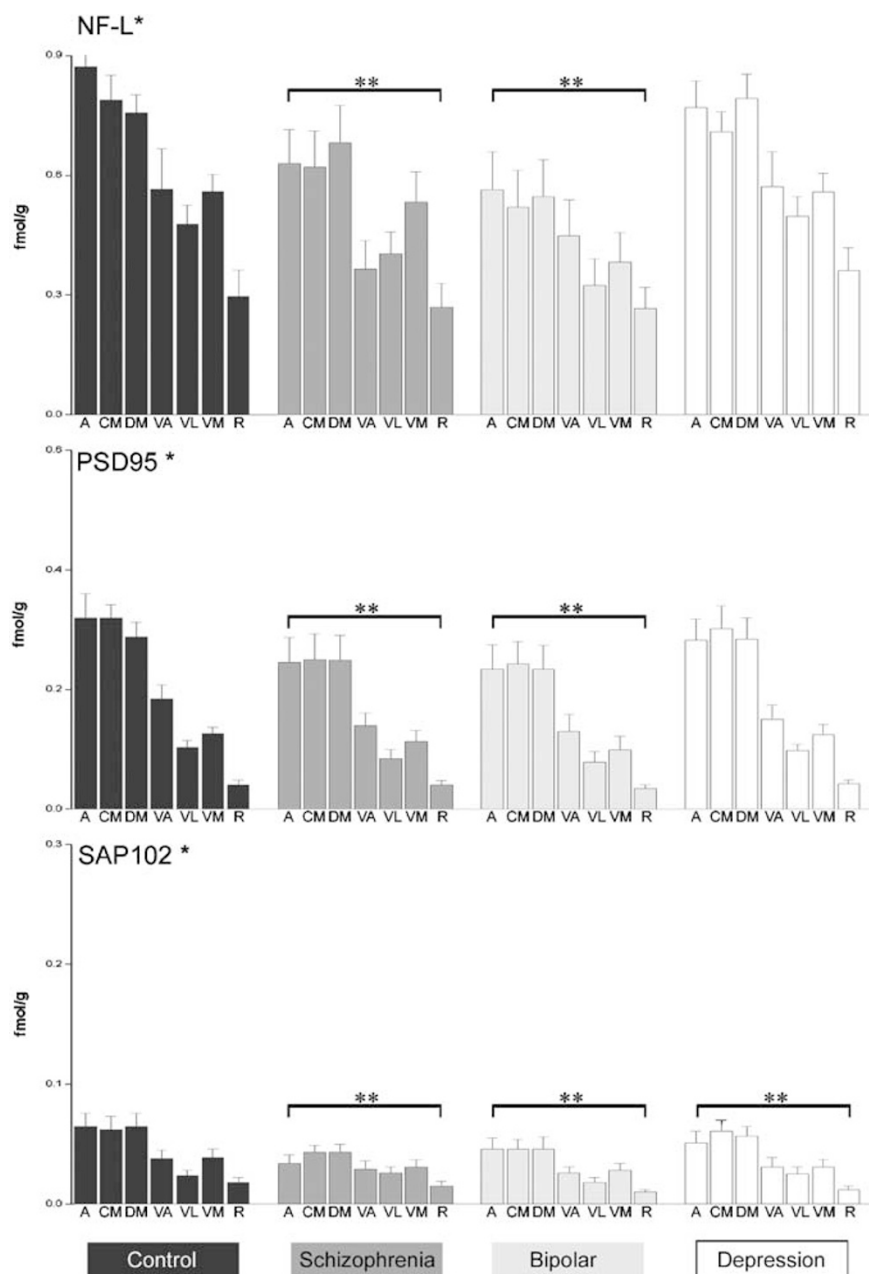 NF-L*
0.9
**
**
0.6
fmol/g
0.3
0.0
A CM DM VA VL VM R A CM DM VA VL VM R A CM DM VA VL VM R A CM DM VA VL VM R
0.6
PSD95 *
0.4
fmol/g
**
**
0.2
0.0
A CM DM VA VL VM R A CM DM VA VL VM R A CM DM VA VL VM R A CM DM VA VL VM R
0.3
SAP102 *
0.2
fmol/g
0.1
**
**
**
0.0
A CM DM VA VL VM R A CM DM VA VL VM R A CM DM VA VL VM R A CM DM VA VL VM R
Control Schizophrenia Bipolar Depression